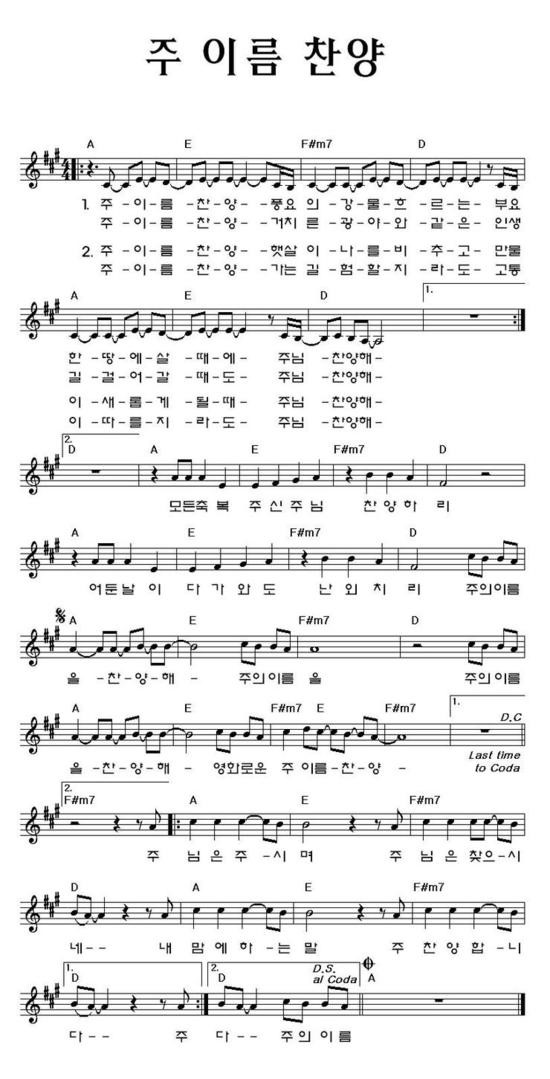 주 이름 찬양
A E F#m7 D
1. 주 - 이 - 름 - 찬 - 양 - 풍요 의 - 강 - 물 - 흐 - 르 - 는 - 부요
주 - 이 - 름 - 찬 - 양 - 거치 른 - 광 - 야 - 와 - 같 - 은 - 인생
2. 주 - 이 - 름 - 찬 - 양 - 햇살 이 - 나 - 를 - 비 - 추 - 고 - 만물
주 - 이 - 름 - 찬 - 양 - 가는 길 - 험 - 할 - 지 - 라 - 도 - 고통
A E D 1.
한 - 땅 - 에 - 살 - 때 - 에 - 주님 - 찬양해 -
길 - 걸 - 어 - 갈 - 때 - 도 - 주님 - 찬양해 -
이 - 새 - 롭 - 게 - 될 - 때 - 주님 - 찬양해 -
이 - 따 - 를 - 지 - 라 - 도 - 주님 - 찬양해 -
2.
D A E F#m7 D
모든축 복 주 신 주 님 찬 양 하 리
A E F#m7 D
어둔날 이 다 가 와 도 난 외 치 리 주의이름
A E F#m7 D
을 - 찬 - 양 - 해 - 주의이름 을 주의이름
A E F#m7 E F#m7 1. D.C
을 - 찬 - 양 - 해 - 영화로운 주 이름 - 찬 - 양 -
Last time
to Coda
2.
F#m7 A E F#m7
주 님 은 주 - 시 며 주 님 은 찾으 - 시
D A E F#m7
네 - - 내 맘 에 하 - 는 말 주 찬 양 합 - 니
1. D 2. D D.S. al Coda A
다 - - 주 다 - - 주 의 이 름